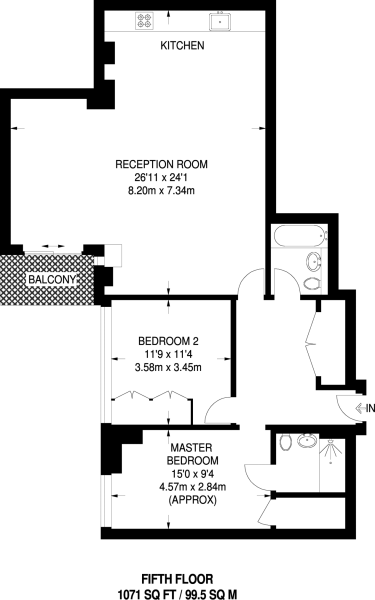 KITCHEN
RECEPTION ROOM
26'11 x 24'1
8.20m x 7.34m
BALCONY
BEDROOM 2
11'9 x 11'4
3.58m x 3.45m
IN
MASTER
BEDROOM
15'0 x 9'4
4.57m x 2.84m
(APPROX)
FIFTH FLOOR
1071 SQ FT / 99.5 SQ M